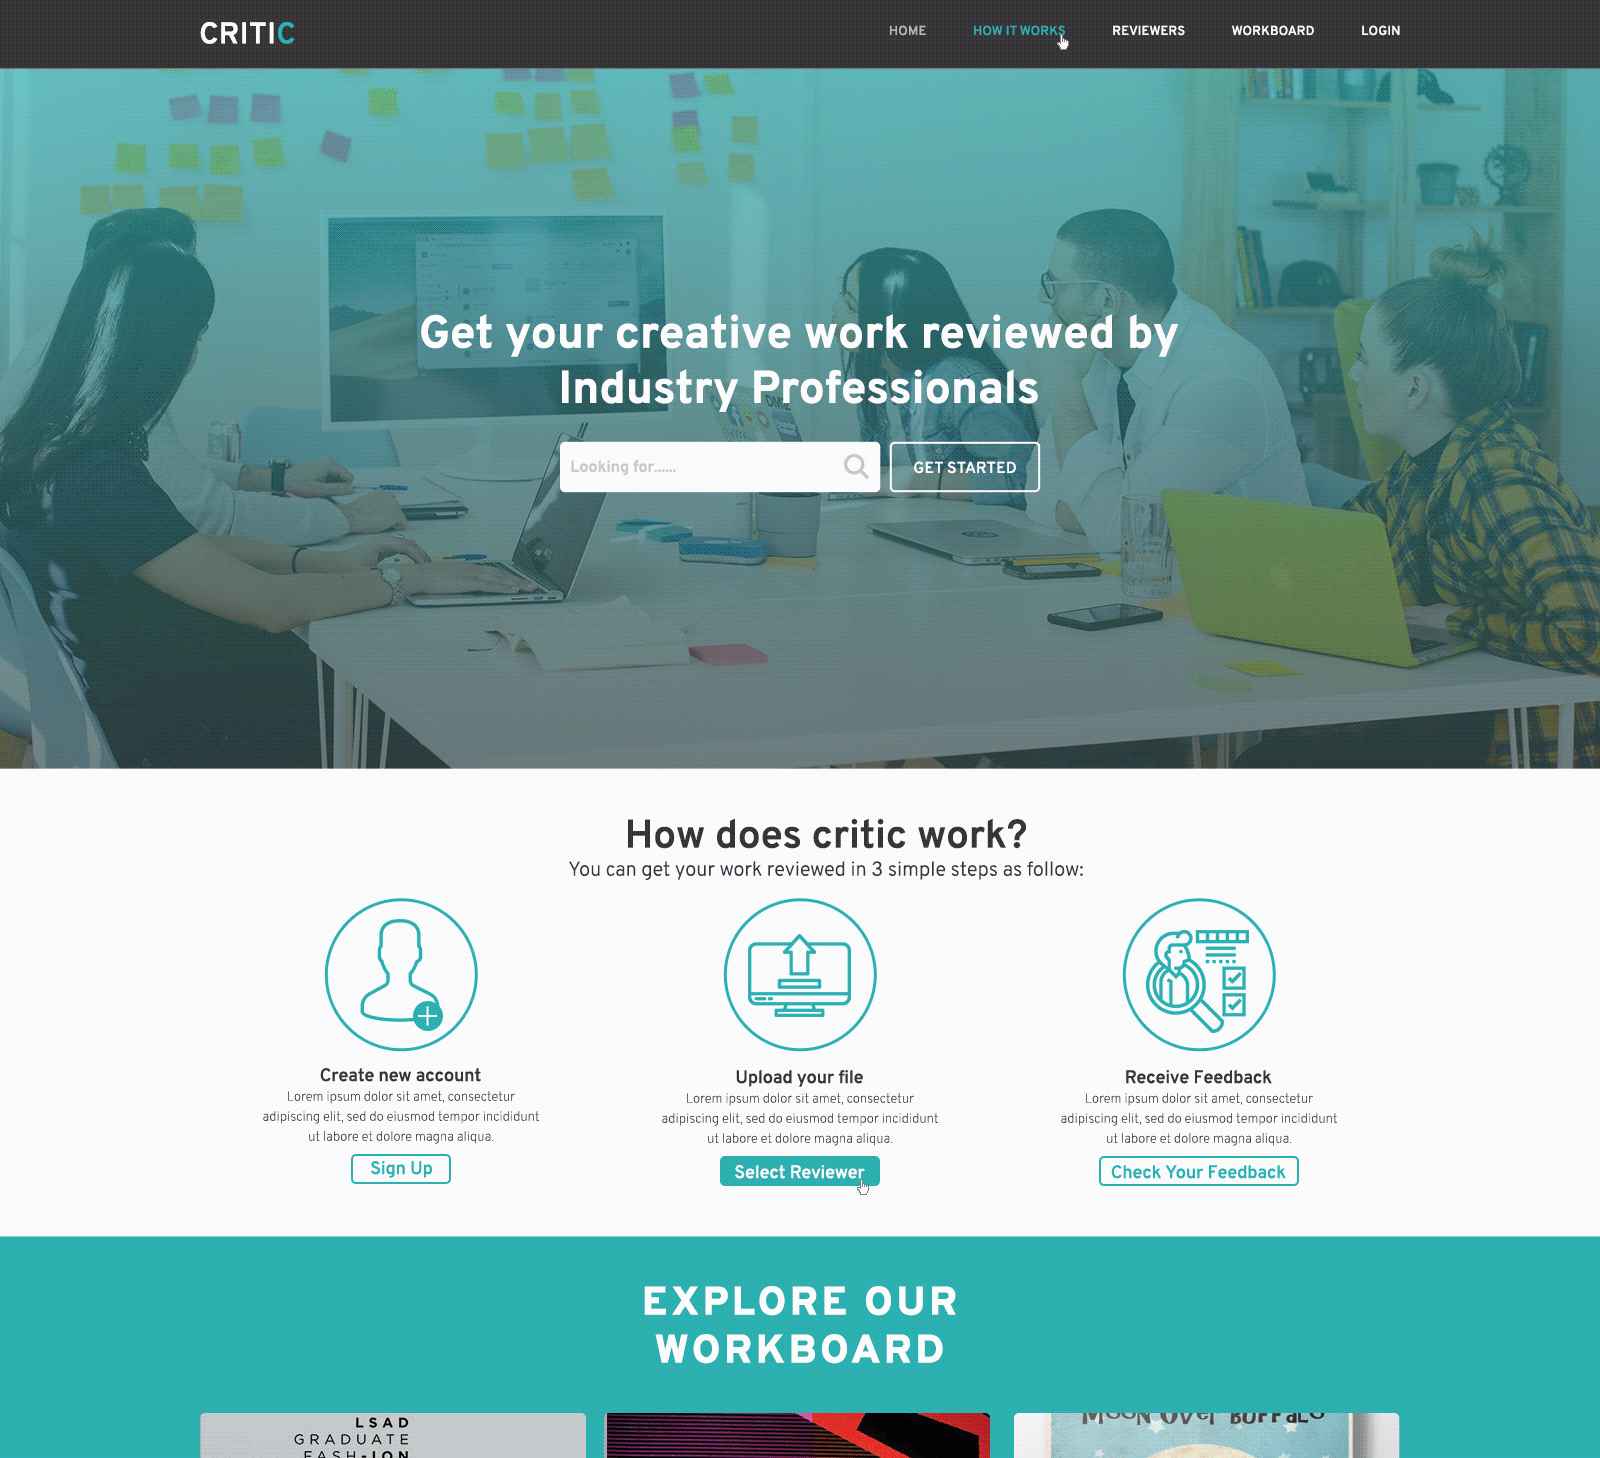 CRITIC
HOME HOW IT WORKS REVIEWERS WORKBOARD LOGIN
Get your creative work reviewed by
Industry Professionals
Looking for......
GET STARTED
How does critic work?
You can get your work reviewed in 3 simple steps as follow:
Create new account
Lorem ipsum dolor sit amet, consectetur
adipiscing elit, sed do eiusmod tempor incididunt
ut labore et dolore magna aliqua.
Sign Up
Upload your file
Lorem ipsum dolor sit amet, consectetur
adipiscing elit, sed do eiusmod tempor incididunt
ut labore et dolore magna aliqua.
Select Reviewer
Receive Feedback
Lorem ipsum dolor sit amet, consectetur
adipiscing elit, sed do eiusmod tempor incididunt
ut labore et dolore magna aliqua.
Check Your Feedback
EXPLORE OUR
WORKBOARD
LSAD
GRADUATE
FASH-ION
MOON OVER BUFFALO